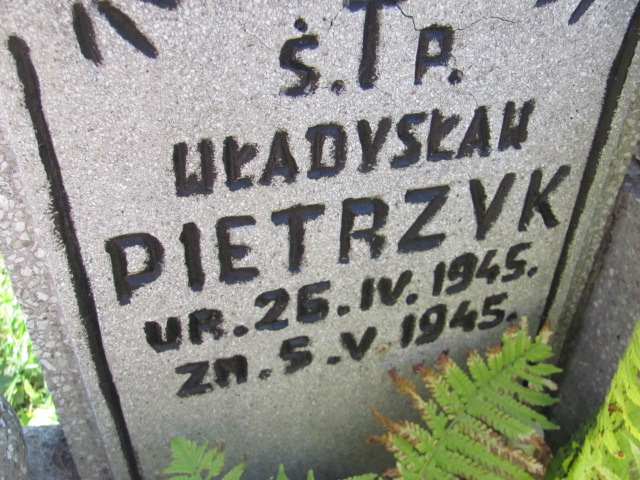 Ś. † P.
WŁADYSŁAW
PIETRZYK
ur. 26. IV. 1945.
zm. 5. V. 1945.